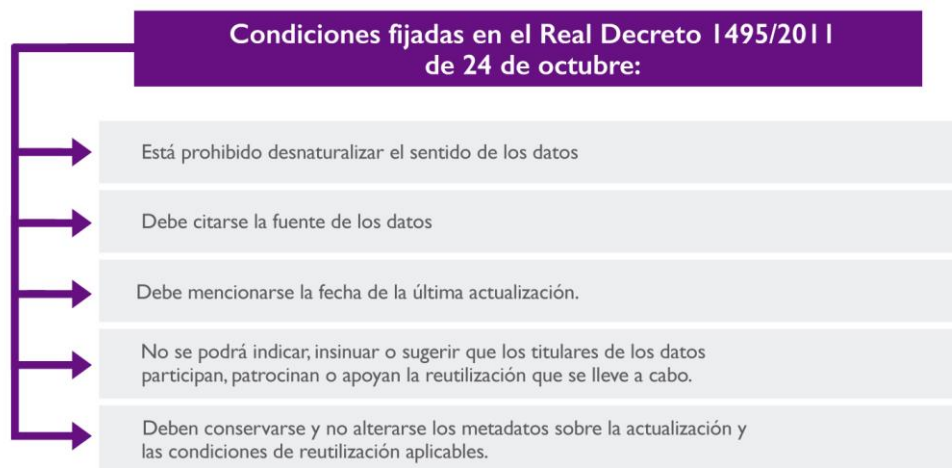 Condiciones fijadas en el Real Decreto 1495/2011
de 24 de octubre:
Está prohibido desnaturalizar el sentido de los datos
Debe citarse la fuente de los datos
Debe mencionarse la fecha de la última actualización.
No se podrá indicar, insinuar o sugerir que los titulares de los datos
participan, patrocinan o apoyan la reutilización que se lleve a cabo.
Deben conservarse y no alterarse los metadatos sobre la actualización y
las condiciones de reutilización aplicables.